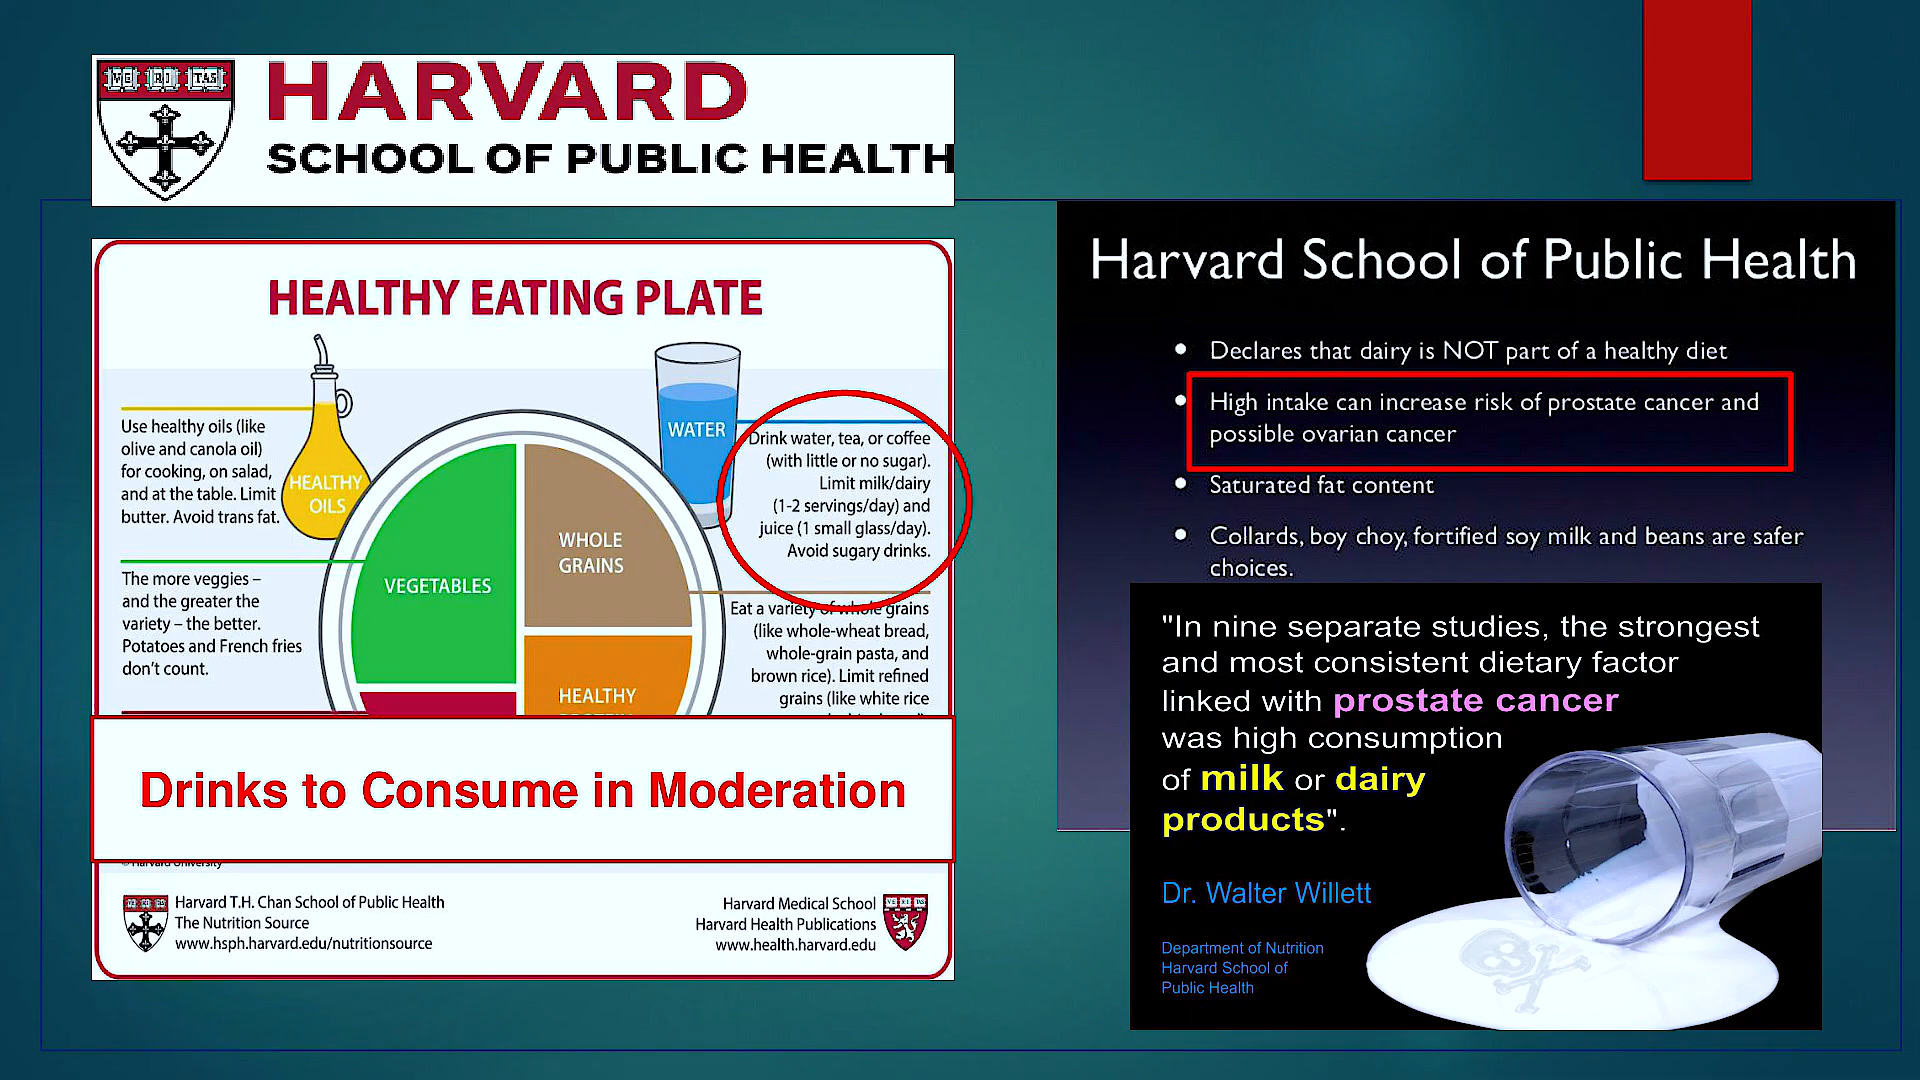 VE RI TAS
HARVARD
SCHOOL OF PUBLIC HEALTH
HEALTHY EATING PLATE
Use healthy oils (like
olive and canola oil)
for cooking, on salad,
and at the table. Limit
butter. Avoid trans fat.
HEALTHY
OILS
The more veggies –
and the greater the
variety – the better.
Potatoes and French fries
don't count.
VEGETABLES
WHOLE
GRAINS
HEALTHY
WATER
Drink water, tea, or coffee
(with little or no sugar).
Limit milk/dairy
(1-2 servings/day) and
juice (1 small glass/day).
Avoid sugary drinks.
Eat a variety of whole grains
(like whole-wheat bread,
whole-grain pasta, and
brown rice). Limit refined
grains (like white rice
Drinks to Consume in Moderation
© Harvard University
Harvard T.H. Chan School of Public Health
The Nutrition Source
www.hsph.harvard.edu/nutritionsource
Harvard Medical School
Harvard Health Publications
www.health.harvard.edu
Harvard School of Public Health
• Declares that dairy is NOT part of a healthy diet
• High intake can increase risk of prostate cancer and
possible ovarian cancer
• Saturated fat content
• Collards, boy choy, fortified soy milk and beans are safer
choices.
"In nine separate studies, the strongest
and most consistent dietary factor
linked with prostate cancer
was high consumption
of milk or dairy
products".
Dr. Walter Willett
Department of Nutrition
Harvard School of
Public Health